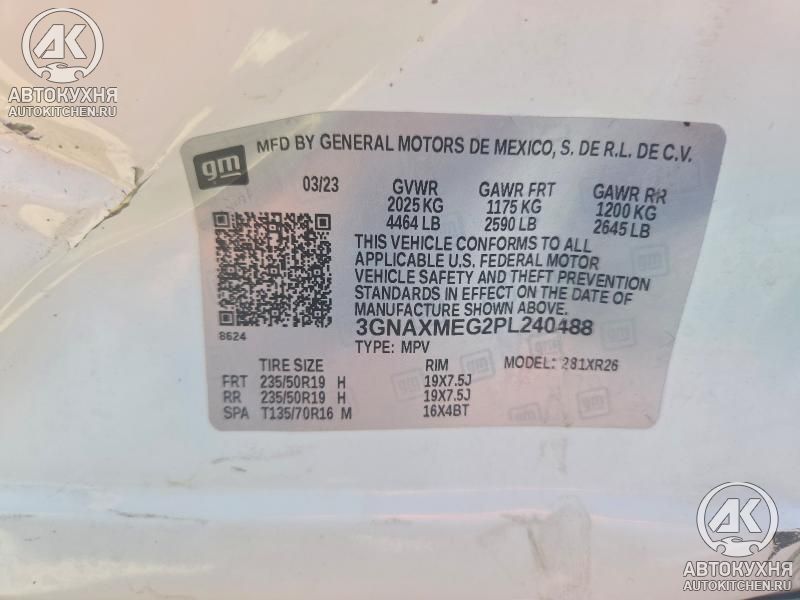 AK
АВТОКУХНЯ
AUTOKITCHEN.RU
gm
MFD BY GENERAL MOTORS DE MEXICO, S. DE R.L. DE C.V.
03/23 GVWR GAWR FRT GAWR RR
2025 KG 1175 KG 1200 KG
4464 LB 2590 LB 2645 LB
THIS VEHICLE CONFORMS TO ALL
APPLICABLE U.S. FEDERAL MOTOR
VEHICLE SAFETY AND THEFT PREVENTION
STANDARDS IN EFFECT ON THE DATE OF
MANUFACTURE SHOWN ABOVE.
8624
3GNAXMEG2PL240488
TYPE: MPV MODEL: 281XR26
TIRE SIZE RIM
FRT 235/50R19 H 19X7.5J
RR 235/50R19 H 19X7.5J
SPA T135/70R16 M 16X4BT
AK
АВТОКУХНЯ
AUTOKITCHEN.RU